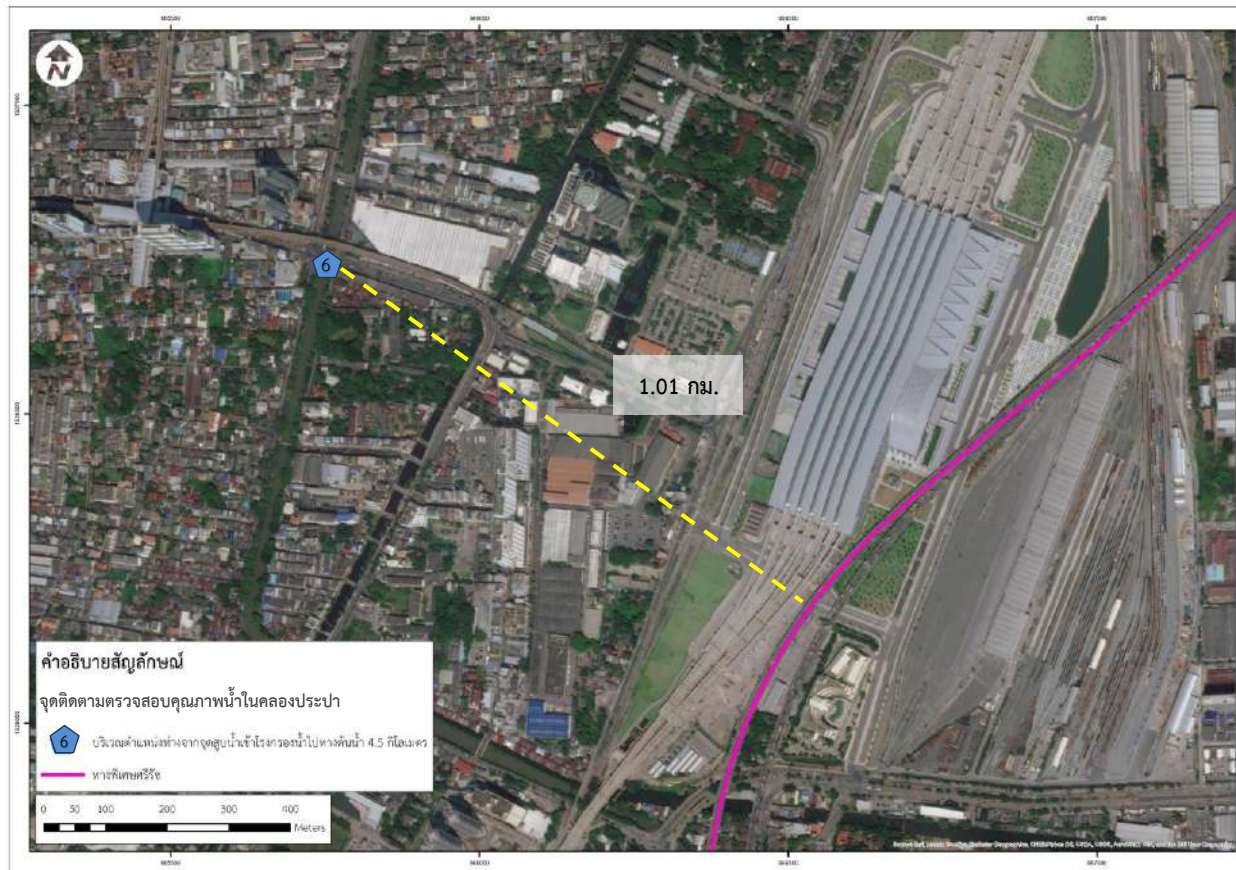 N
6
1.01 กม.
คำอธิบายสัญลักษณ์
จุดติดตามตรวจสอบคุณภาพน้ำในคลองประปา
6 บริเวณตำแหน่งห่างจากจุดสูบน้ำเข้าโรงกรองน้ำไปทางต้นน้ำ 4.5 กิโลเมตร
ทางพิเศษศรีรัช
0 50 100 200 300 400
Meters